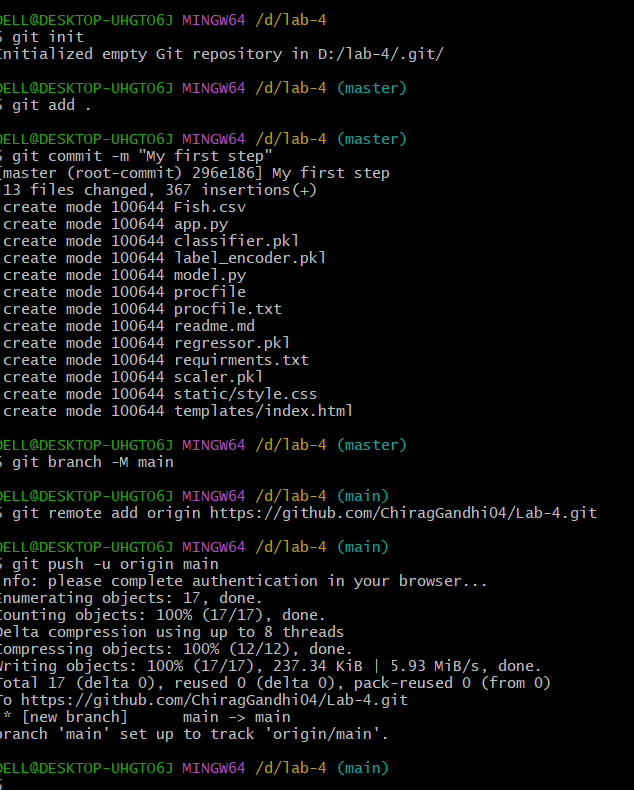 DELL@DESKTOP-UHGTO6J MINGW64 /d/lab-4
$ git init
Initialized empty Git repository in D:/lab-4/.git/
DELL@DESKTOP-UHGTO6J MINGW64 /d/lab-4 (master)
$ git add .
DELL@DESKTOP-UHGTO6J MINGW64 /d/lab-4 (master)
$ git commit -m "My first step"
[master (root-commit) 296e186] My first step
13 files changed, 367 insertions(+)
create mode 100644 Fish.csv
create mode 100644 app.py
create mode 100644 classifier.pkl
create mode 100644 label_encoder.pkl
create mode 100644 model.py
create mode 100644 procfile
create mode 100644 procfile.txt
create mode 100644 readme.md
create mode 100644 regressor.pkl
create mode 100644 requirments.txt
create mode 100644 scaler.pkl
create mode 100644 static/style.css
create mode 100644 templates/index.html
DELL@DESKTOP-UHGTO6J MINGW64 /d/lab-4 (master)
$ git branch -M main
DELL@DESKTOP-UHGTO6J MINGW64 /d/lab-4 (main)
$ git remote add origin https://github.com/ChiragGandhi04/Lab-4.git
DELL@DESKTOP-UHGTO6J MINGW64 /d/lab-4 (main)
$ git push -u origin main
info: please complete authentication in your browser...
Enumerating objects: 17, done.
Counting objects: 100% (17/17), done.
Delta compression using up to 8 threads
Compressing objects: 100% (12/12), done.
Writing objects: 100% (17/17), 237.34 KiB | 5.93 MiB/s, done.
Total 17 (delta 0), reused 0 (delta 0), pack-reused 0 (from 0)
To https://github.com/ChiragGandhi04/Lab-4.git
* [new branch]      main -> main
branch 'main' set up to track 'origin/main'.
DELL@DESKTOP-UHGTO6J MINGW64 /d/lab-4 (main)
$